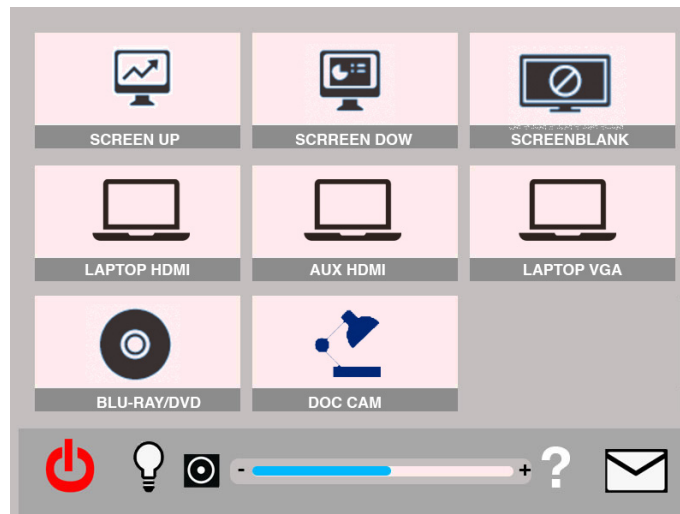 SCREEN UP
SCRREEN DOW
SCREENBLANK
LAPTOP HDMI
AUX HDMI
LAPTOP VGA
BLU-RAY/DVD
DOC CAM
- + ?